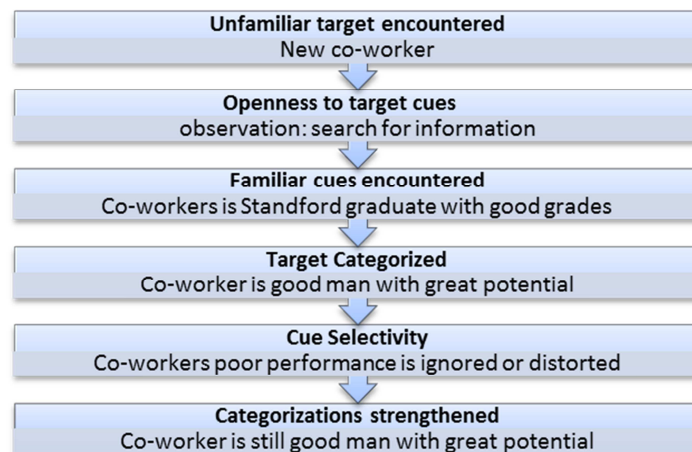 Unfamiliar target encountered
New co-worker
Openness to target cues
observation: search for information
Familiar cues encountered
Co-workers is Standford graduate with good grades
Target Categorized
Co-worker is good man with great potential
Cue Selectivity
Co-workers poor performance is ignored or distorted
Categorizations strengthened
Co-worker is still good man with great potential